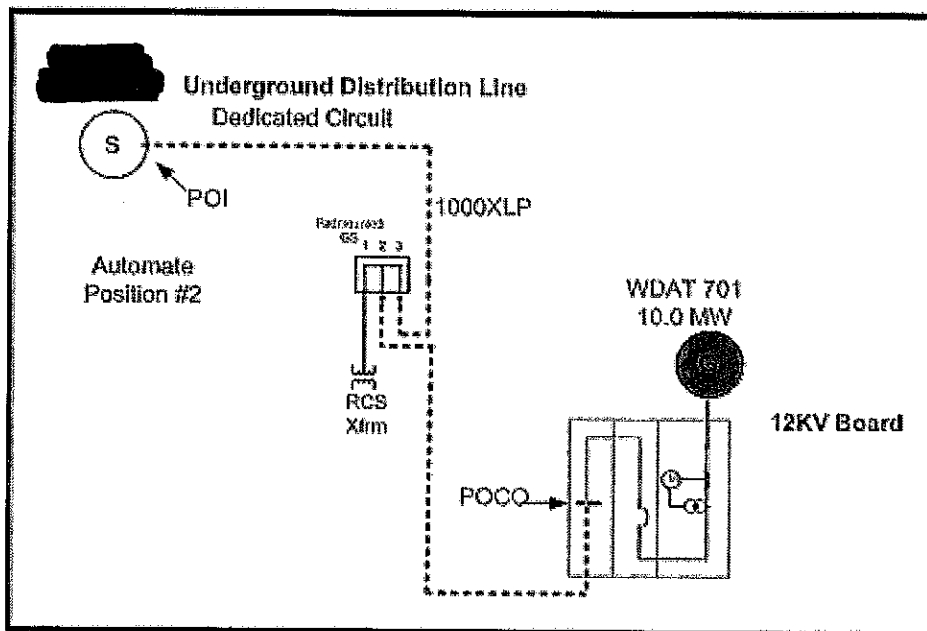 Underground Distribution Line
Dedicated Circuit
S
POI
1000XLP
GS
1 2 3
Automate
Position #2
WDAT 701
10.0 MW
G
RCS
Xfrm
12KV Board
M
POCO